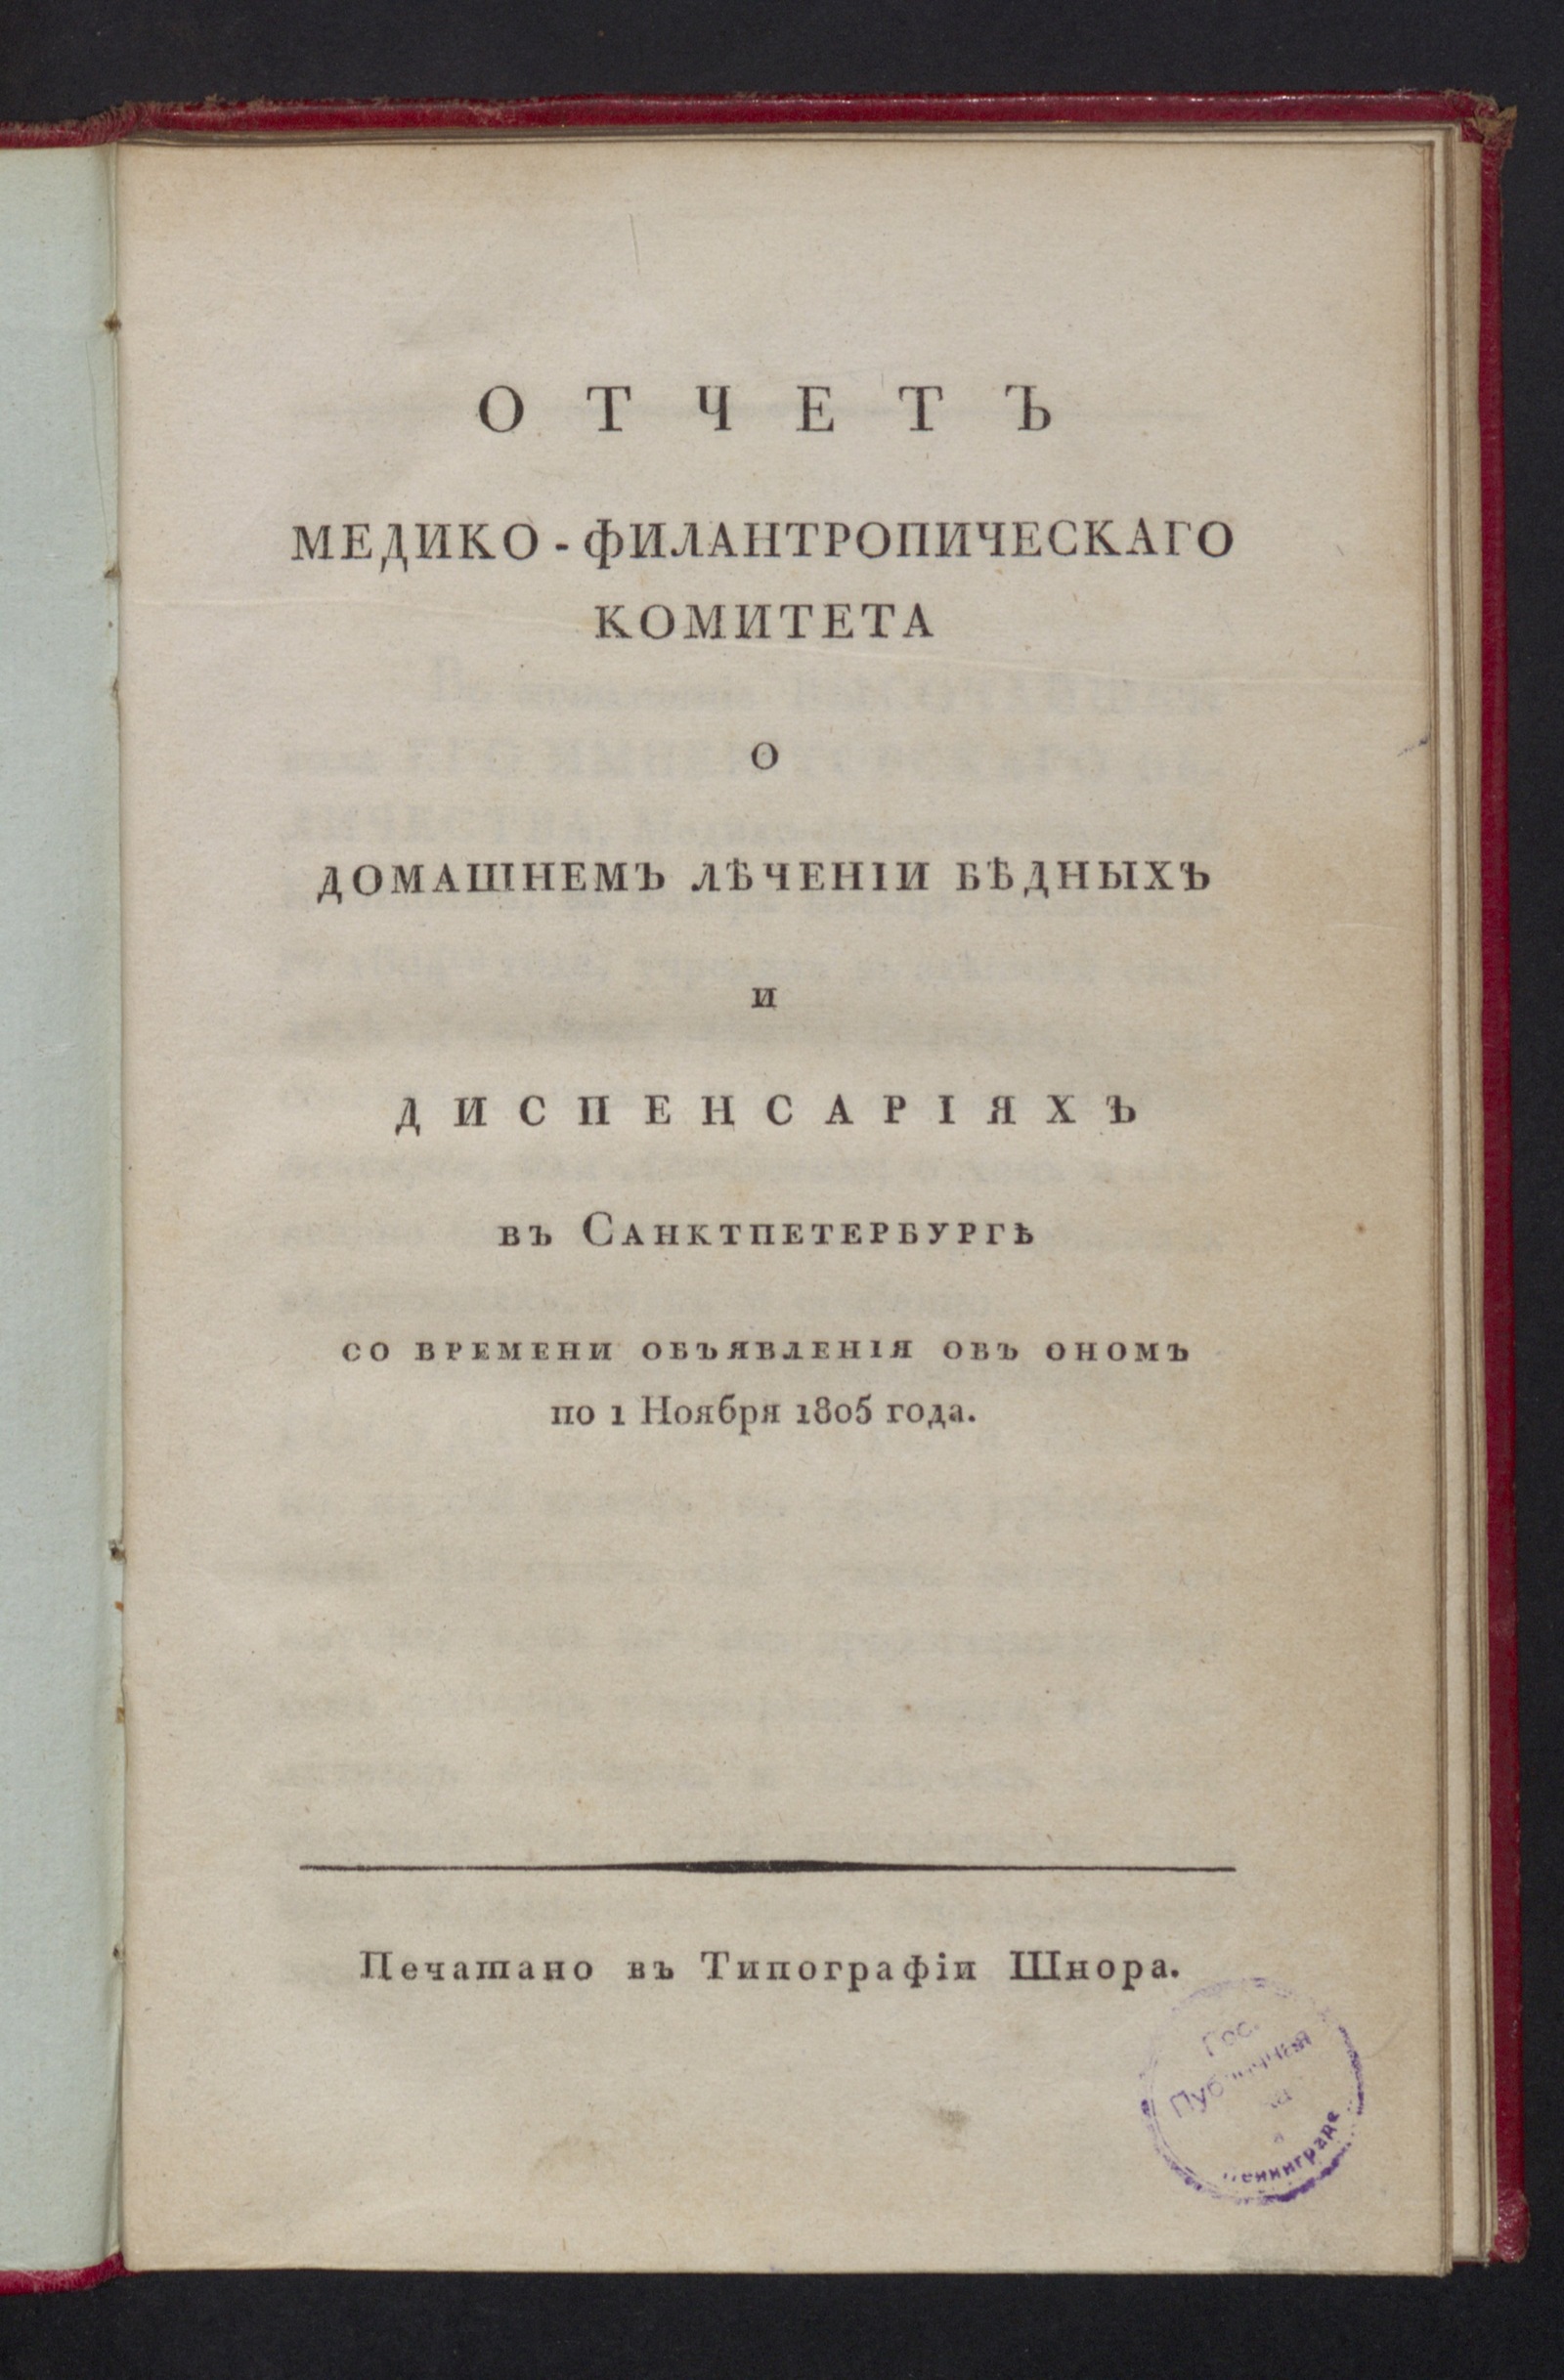 ОТЧЕТЪ
МЕДИКО-ФИЛАНТРОПИЧЕСКАГО
КОМИТЕТА
О
ДОМАШНЕМЪ ЛѢЧЕНІИ БѢДНЫХЪ
И
ДИСПЕНСАРІЯХЪ
ВЪ САНКТПЕТЕРБУРГѢ
СО ВРЕМЕНИ ОБЪЯВЛЕНІЯ ОБЪ ОНОМЪ
по 1 Ноября 1805 года.
Печатано въ Типографіи Шнора.
Гос.
Публичная